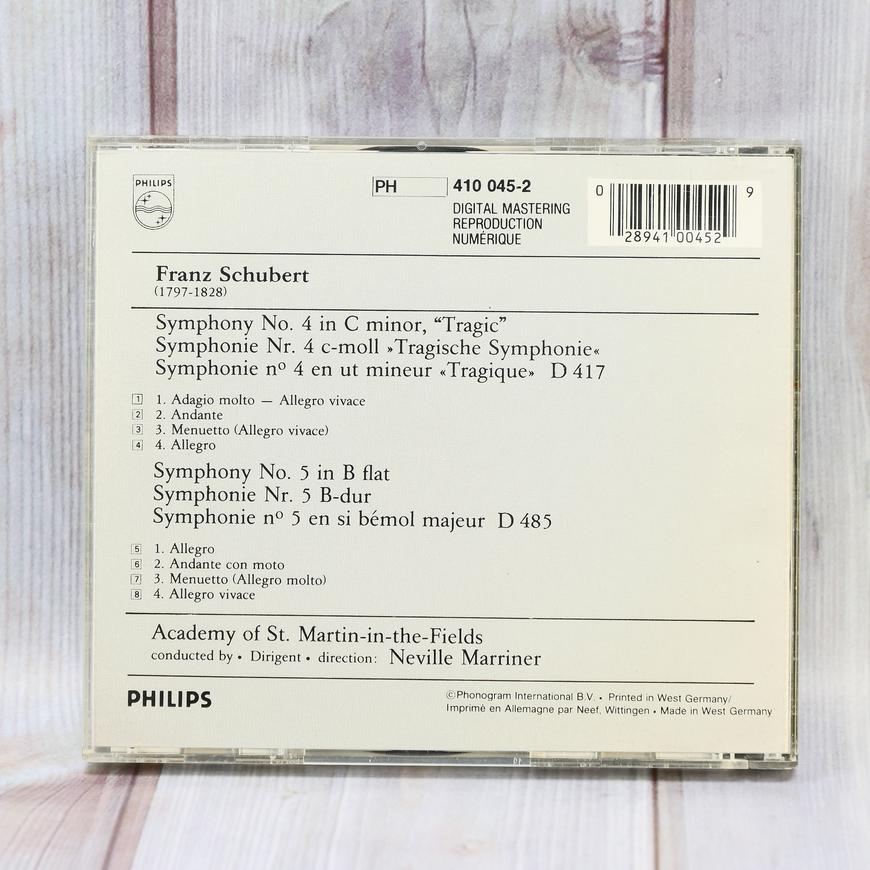 PHILIPS
PH 410 045-2
DIGITAL MASTERING
REPRODUCTION
NUMÉRIQUE
0 28941 00452 9
Franz Schubert
(1797-1828)
Symphony No. 4 in C minor, “Tragic”
Symphonie Nr. 4 c-moll »Tragische Symphonie«
Symphonie nº 4 en ut mineur «Tragique» D 417
1 1. Adagio molto — Allegro vivace
2 2. Andante
3 3. Menuetto (Allegro vivace)
4 4. Allegro
Symphony No. 5 in B flat
Symphonie Nr. 5 B-dur
Symphonie nº 5 en si bémol majeur D 485
5 1. Allegro
6 2. Andante con moto
7 3. Menuetto (Allegro molto)
8 4. Allegro vivace
Academy of St. Martin-in-the-Fields
conducted by • Dirigent • direction: Neville Marriner
PHILIPS
©Phonogram International B.V. • Printed in West Germany/
Imprimé en Allemagne par Neef, Wittingen • Made in West Germany